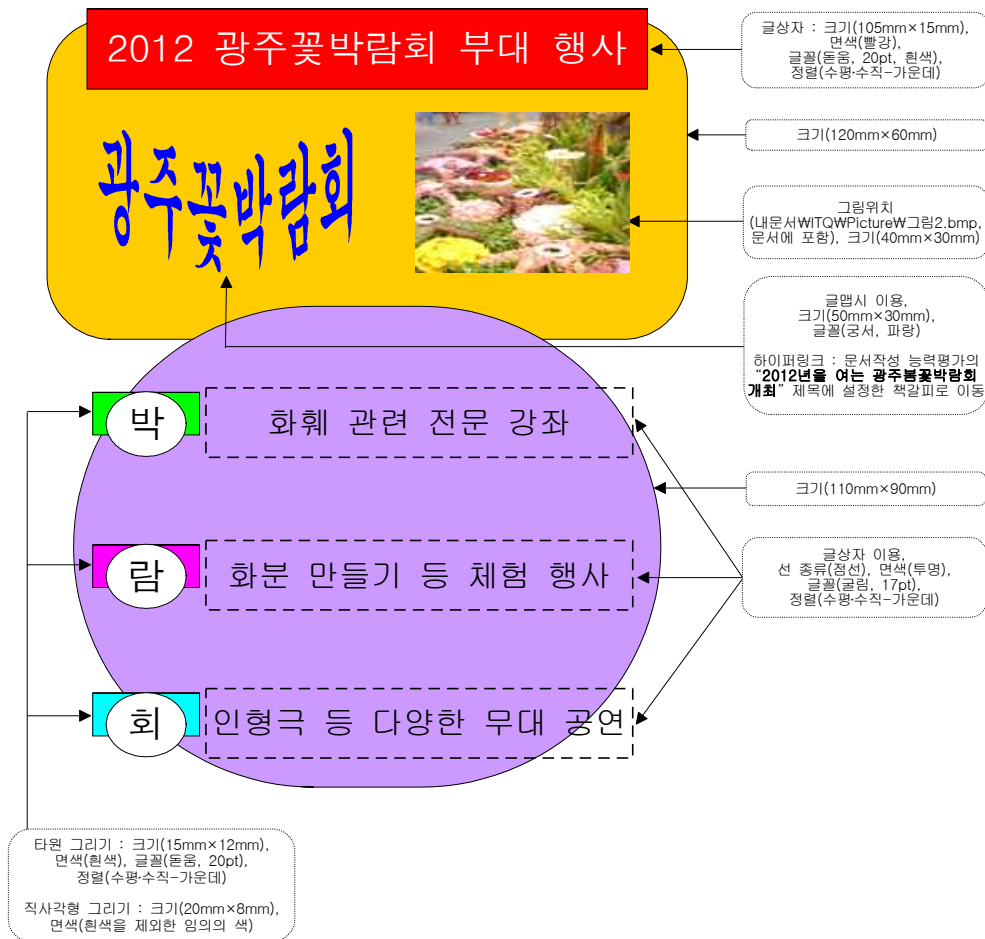 2012 광주꽃박람회 부대 행사
글상자 : 크기(105mm×15mm),
면색(빨강),
글꼴(돋움, 20pt, 흰색),
정렬(수평·수직-가운데)
크기(120mm×60mm)
광주꽃박람회
그림위치
(내문서₩ITQ₩Picture₩그림2.bmp,
문서에 포함), 크기(40mm×30mm)
글맵시 이용,
크기(50mm×30mm),
글꼴(궁서, 파랑)
하이퍼링크 : 문서작성 능력평가의
“2012년을 여는 광주봄꽃박람회
개최” 제목에 설정한 책갈피로 이동
박
화훼 관련 전문 강좌
크기(110mm×90mm)
람
화분 만들기 등 체험 행사
글상자 이용,
선 종류(점선), 면색(투명),
글꼴(굴림, 17pt),
정렬(수평·수직-가운데)
회
인형극 등 다양한 무대 공연
타원 그리기 : 크기(15mm×12mm),
면색(흰색), 글꼴(돋움, 20pt),
정렬(수평·수직-가운데)
직사각형 그리기 : 크기(20mm×8mm),
면색(흰색을 제외한 임의의 색)